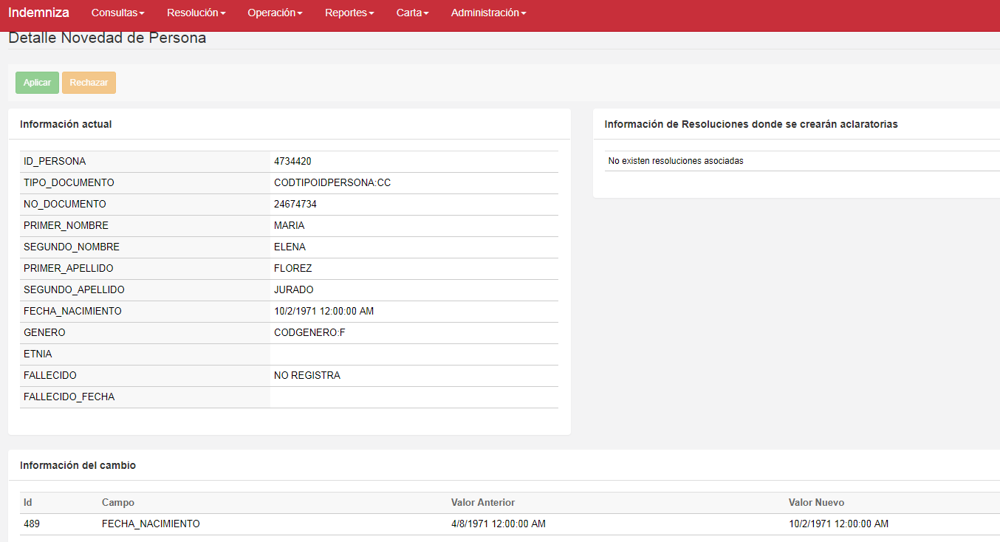 Indemniza Consultas Resolución Operación Reportes Carta Administración
Detalle Novedad de Persona
Aplicar Rechazar
Información actual
ID_PERSONA 4734420
TIPO_DOCUMENTO CODTIPOIDPERSONA:CC
NO_DOCUMENTO 24674734
PRIMER_NOMBRE MARIA
SEGUNDO_NOMBRE ELENA
PRIMER_APELLIDO FLOREZ
SEGUNDO_APELLIDO JURADO
FECHA_NACIMIENTO 10/2/1971 12:00:00 AM
GENERO CODGENERO:F
ETNIA
FALLECIDO NO REGISTRA
FALLECIDO_FECHA
Información de Resoluciones donde se crearán aclaratorias
No existen resoluciones asociadas
Información del cambio
Id Campo Valor Anterior Valor Nuevo
489 FECHA_NACIMIENTO 4/8/1971 12:00:00 AM 10/2/1971 12:00:00 AM